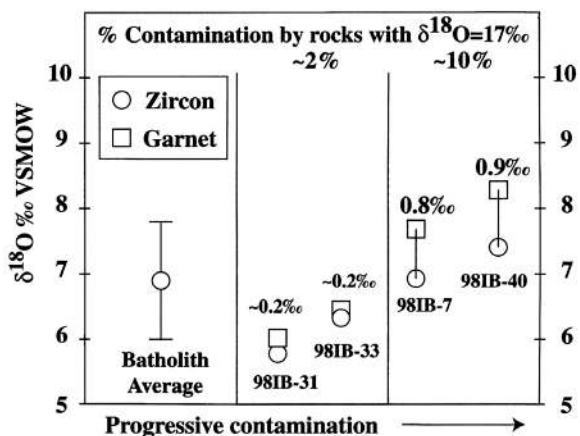 % Contamination by rocks with δ¹⁸O=17‰
~2%
~10%
10
9
8
7
6
5
δ¹⁸O ‰ VSMOW
Zircon
Garnet
Batholith
Average
~0.2‰
98IB-31
~0.2‰
98IB-33
0.8‰
98IB-7
0.9‰
98IB-40
10
9
8
7
6
5
Progressive contamination